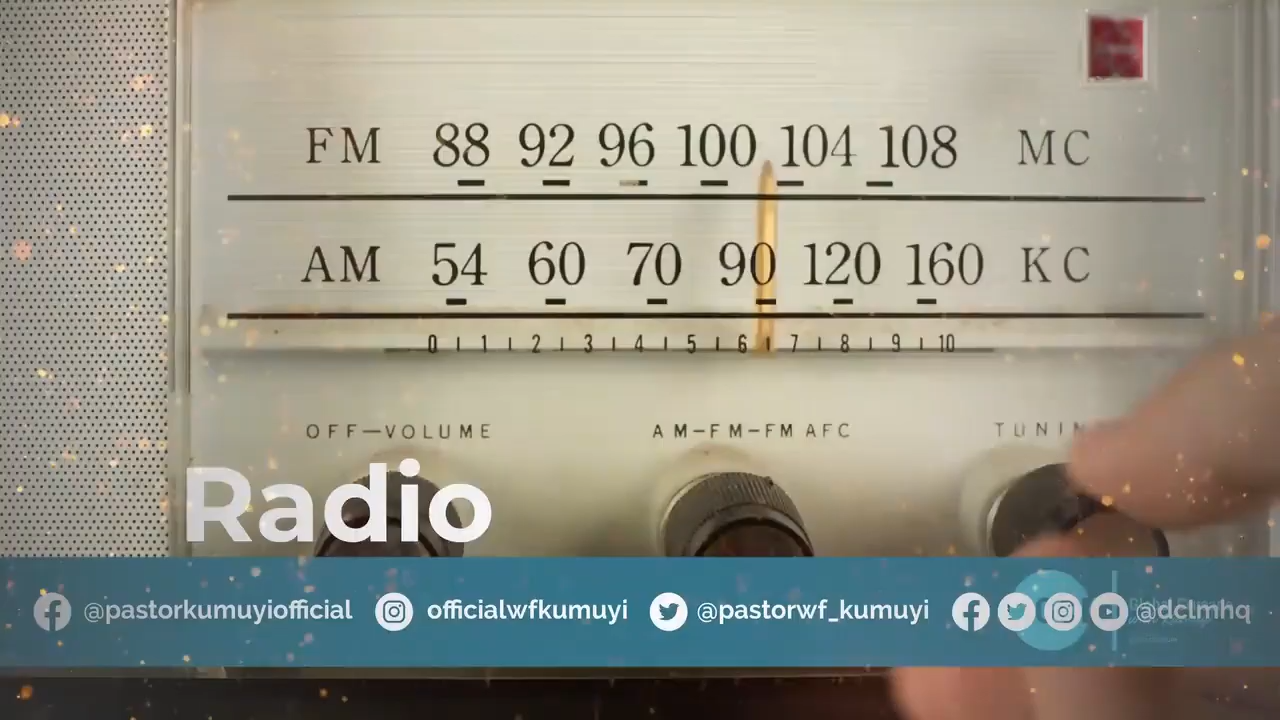 FM 88 92 96 100 104 108 MC
AM 54 60 70 90 120 160 KC
0 1 2 3 4 5 6 7 8 9 10
OFF—VOLUME AM—FM—FM AFC TUNIN
Radio
@pastorkumuyiofficial officialwfkumuyi @pastorwf_kumuyi @dclmhq